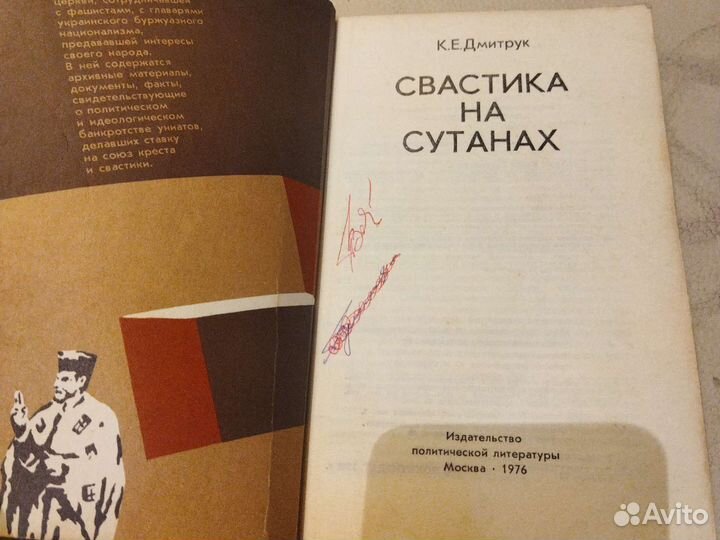 церкви, сотрудничавшей
с фашистами, с главарями
украинского буржуазного
национализма,
предававшей интересы
своего народа.
В ней содержатся
архивные материалы,
документы, факты,
свидетельствующие
о политическом
и идеологическом
банкротстве униатов,
делавших ставку
на союз креста
и свастики.
К.Е.Дмитрук
СВАСТИКА
НА
СУТАНАХ
Издательство
политической литературы
Москва · 1976
Avito